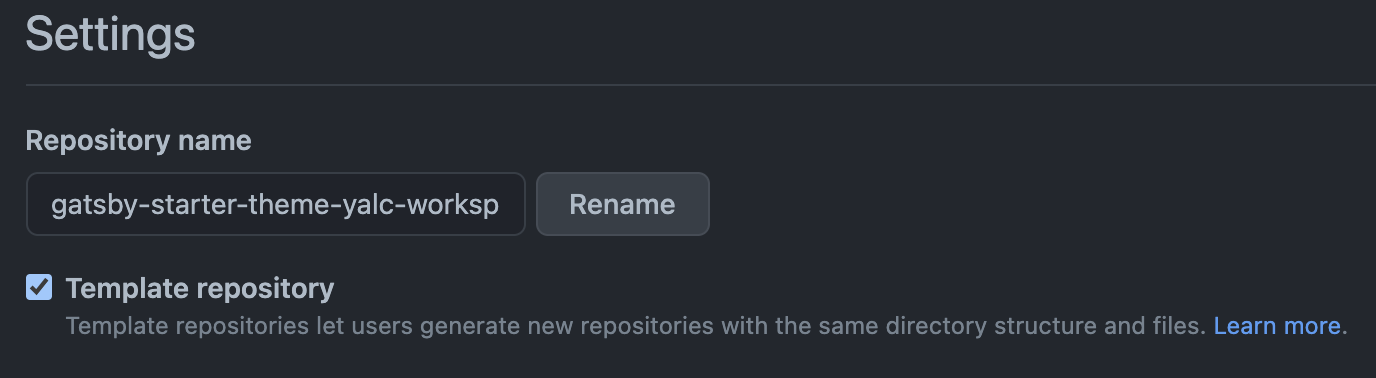 Settings
Repository name
gatsby-starter-theme-yalc-worksp
Rename
Template repository
Template repositories let users generate new repositories with the same directory structure and files. Learn more.